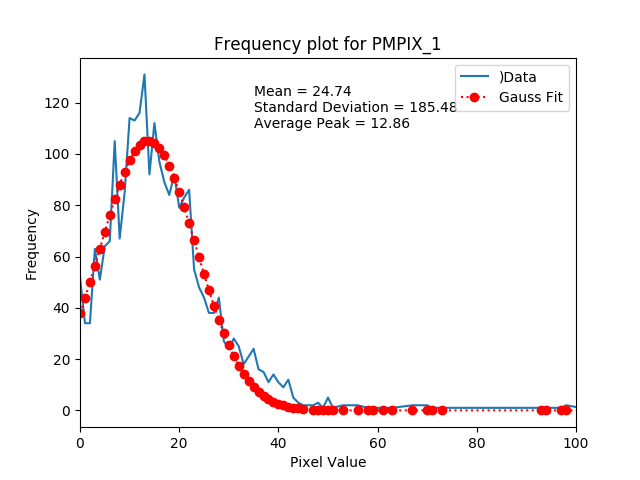 Frequency plot for PMPIX_1
Mean = 24.74
Standard Deviation = 185.48
Average Peak = 12.86
)Data
Gauss Fit
Frequency
120
100
80
60
40
20
0
0 20 40 60 80 100
Pixel Value